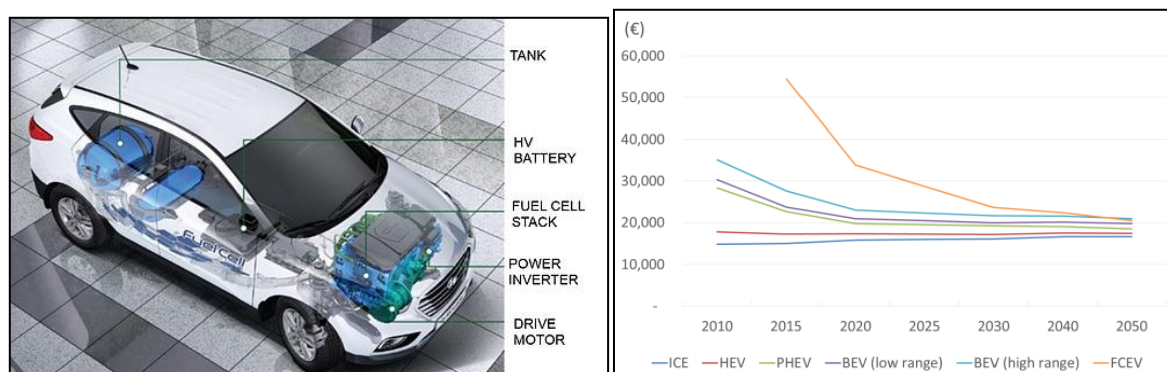 TANK
HV
BATTERY
FUEL CELL
STACK
POWER
INVERTER
DRIVE
MOTOR
Fuel cell
(€)
60,000
50,000
40,000
30,000
20,000
10,000
-
2010 2015 2020 2025 2030 2040 2050
ICE HEV PHEV BEV (low range) BEV (high range) FCEV